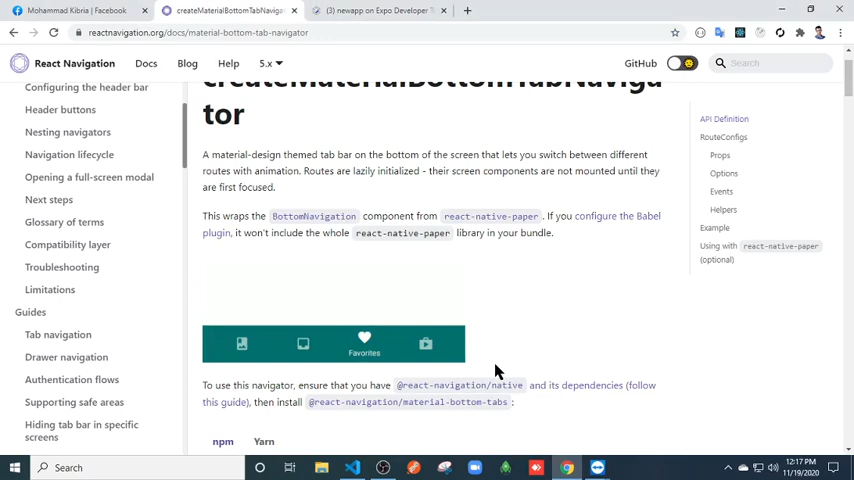 Mohammad Kibria | Facebook
createMaterialBottomTabNavigat
(3) newapp on Expo Developer T
reactnavigation.org/docs/material-bottom-tab-navigator
React Navigation
Docs
Blog
Help
5.x
GitHub
Search
Configuring the header bar
Header buttons
Nesting navigators
Navigation lifecycle
Opening a full-screen modal
Next steps
Glossary of terms
Compatibility layer
Troubleshooting
Limitations
Guides
Tab navigation
Drawer navigation
Authentication flows
Supporting safe areas
Hiding tab bar in specific
screens
createMaterialBottomTabNaviga
tor
A material-design themed tab bar on the bottom of the screen that lets you switch between different
routes with animation. Routes are lazily initialized - their screen components are not mounted until they
are first focused.
This wraps the BottomNavigation component from react-native-paper. If you configure the Babel
plugin, it won't include the whole react-native-paper library in your bundle.
Favorites
To use this navigator, ensure that you have @react-navigation/native and its dependencies (follow
this guide), then install @react-navigation/material-bottom-tabs:
npm Yarn
API Definition
RouteConfigs
Props
Options
Events
Helpers
Example
Using with react-native-paper
(optional)
Search
12:17 PM
11/19/2020